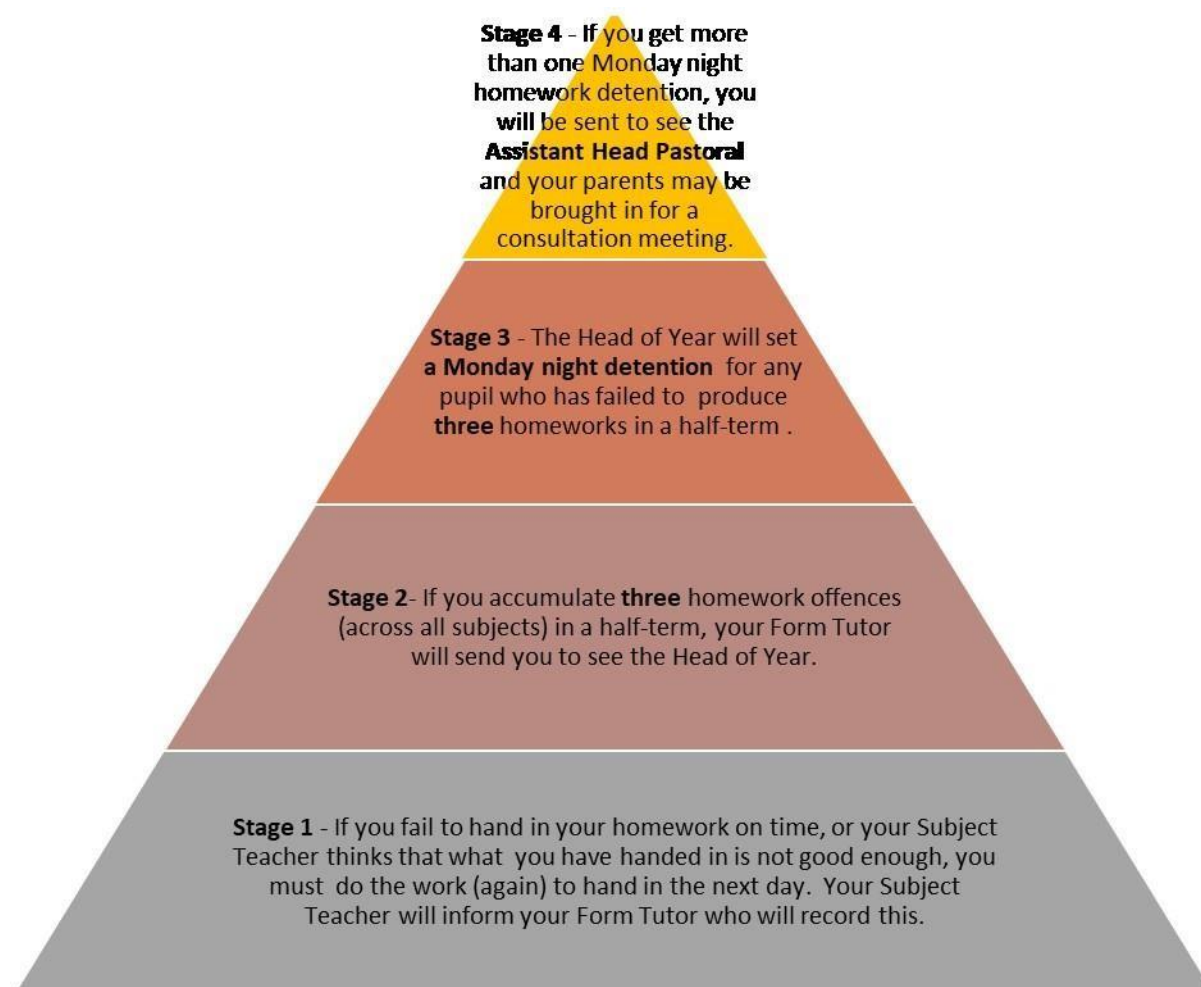 Stage 4 - If you get more
than one Monday night
homework detention, you
will be sent to see the
Assistant Head Pastoral
and your parents may be
brought in for a
consultation meeting.
Stage 3 - The Head of Year will set
a Monday night detention for any
pupil who has failed to produce
three homeworks in a half-term .
Stage 2- If you accumulate three homework offences
(across all subjects) in a half-term, your Form Tutor
will send you to see the Head of Year.
Stage 1 - If you fail to hand in your homework on time, or your Subject
Teacher thinks that what you have handed in is not good enough, you
must do the work (again) to hand in the next day. Your Subject
Teacher will inform your Form Tutor who will record this.